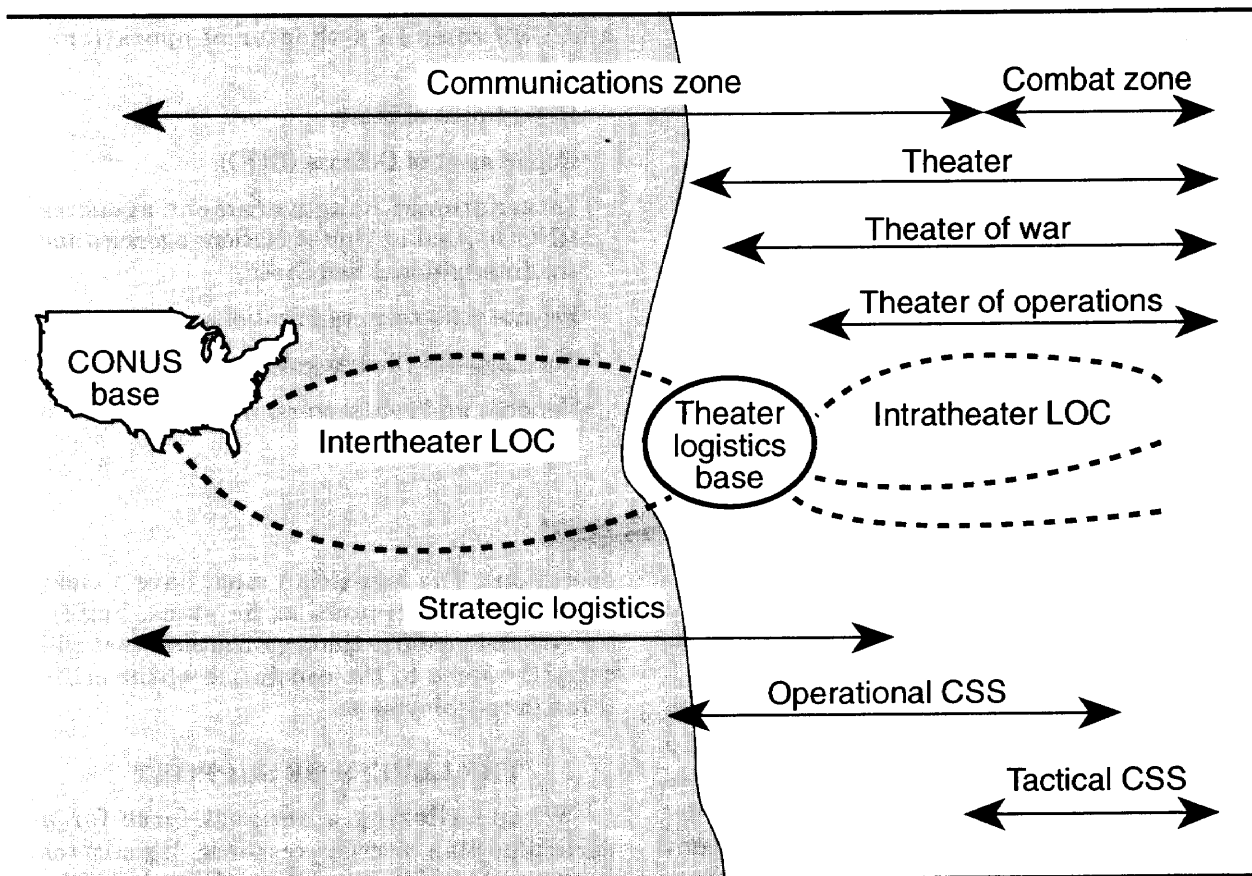 Communications zone
Combat zone
Theater
Theater of war
Theater of operations
CONUS
base
Intertheater LOC
Theater
logistics
base
Intratheater LOC
Strategic logistics
Operational CSS
Tactical CSS